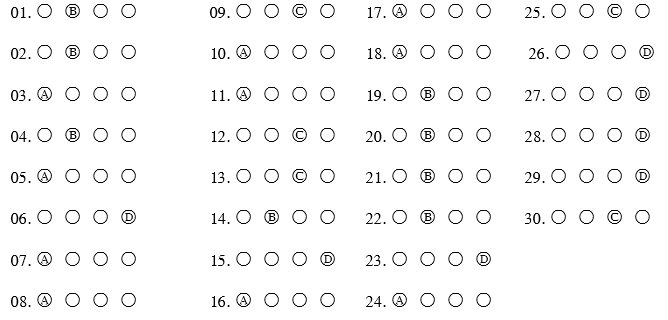 01. ○ Ⓑ ○ ○ 09. ○ ○ Ⓒ ○ 17. Ⓐ ○ ○ ○ 25. ○ ○ Ⓒ ○
02. ○ Ⓑ ○ ○ 10. Ⓐ ○ ○ ○ 18. Ⓐ ○ ○ ○ 26. ○ ○ ○ Ⓓ
03. Ⓐ ○ ○ ○ 11. Ⓐ ○ ○ ○ 19. ○ Ⓑ ○ ○ 27. ○ ○ ○ Ⓓ
04. ○ Ⓑ ○ ○ 12. ○ ○ Ⓒ ○ 20. ○ Ⓑ ○ ○ 28. ○ ○ ○ Ⓓ
05. Ⓐ ○ ○ ○ 13. ○ ○ Ⓒ ○ 21. ○ Ⓑ ○ ○ 29. ○ ○ ○ Ⓓ
06. ○ ○ ○ Ⓓ 14. ○ Ⓑ ○ ○ 22. ○ Ⓑ ○ ○ 30. ○ ○ Ⓒ ○
07. Ⓐ ○ ○ ○ 15. ○ ○ ○ Ⓓ 23. ○ ○ ○ Ⓓ
08. Ⓐ ○ ○ ○ 16. Ⓐ ○ ○ ○ 24. Ⓐ ○ ○ ○